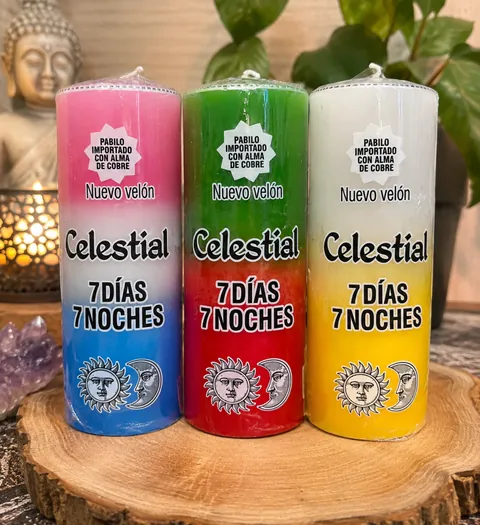 PABILO
IMPORTADO
CON ALMA
DE COBRE
Nuevo velón
Celestial
7 DÍAS
7 NOCHES
PABILO
IMPORTADO
CON ALMA
DE COBRE
Nuevo velón
Celestial
7 DÍAS
7 NOCHES
PABILO
IMPORTADO
CON ALMA
DE COBRE
Nuevo velón
Celestial
7 DÍAS
7 NOCHES